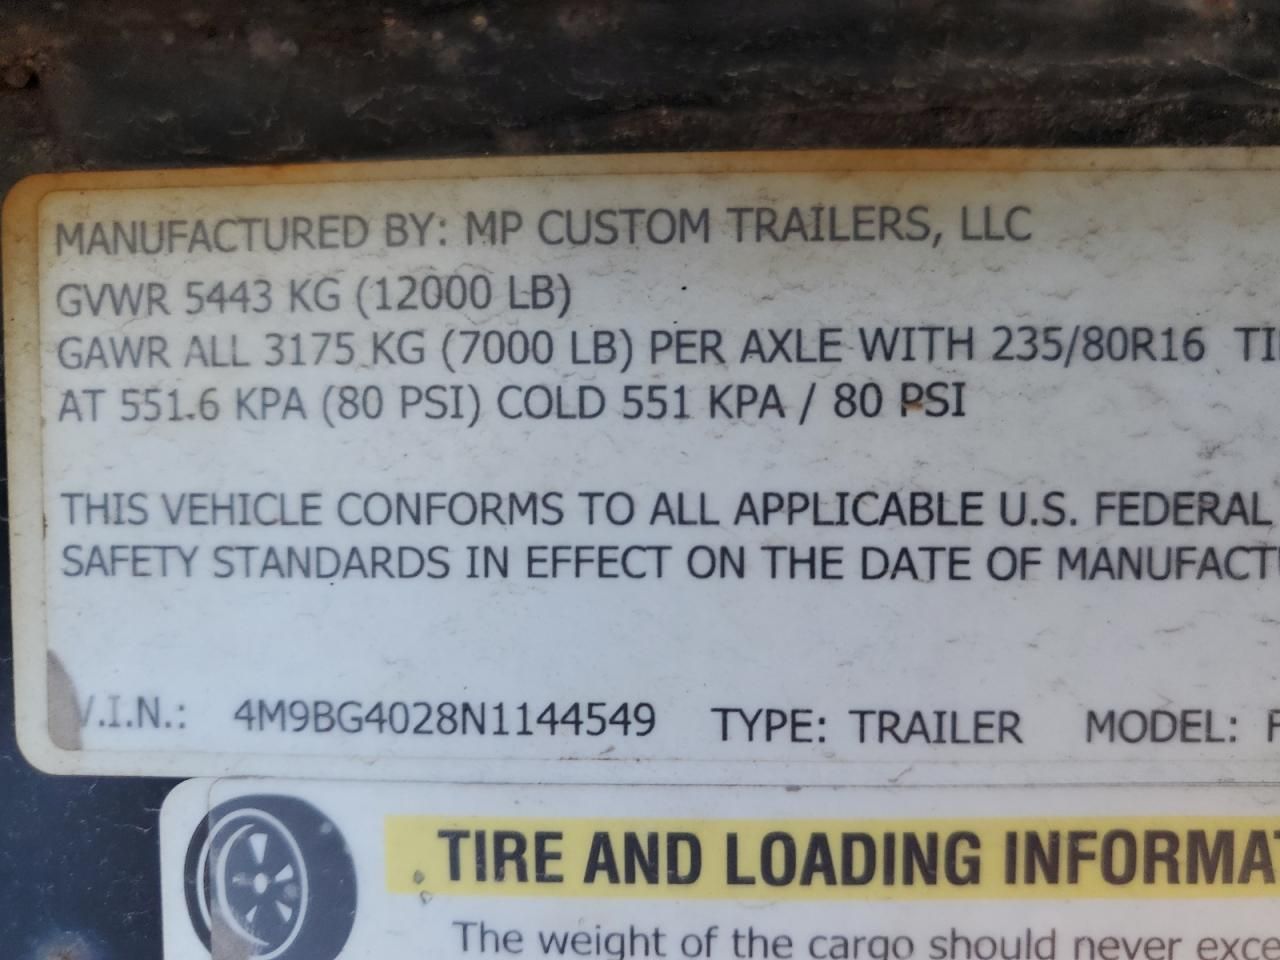 MANUFACTURED BY: MP CUSTOM TRAILERS, LLC
GVWR 5443 KG (12000 LB)
GAWR ALL 3175 KG (7000 LB) PER AXLE WITH 235/80R16
AT 551.6 KPA (80 PSI) COLD 551 KPA / 80 PSI
THIS VEHICLE CONFORMS TO ALL APPLICABLE U.S. FEDERAL
SAFETY STANDARDS IN EFFECT ON THE DATE OF MANUFACT
V.I.N.: 4M9BG4028N1144549 TYPE: TRAILER MODEL:
TIRE AND LOADING INFORMAT
The weight of the cargo should never exce